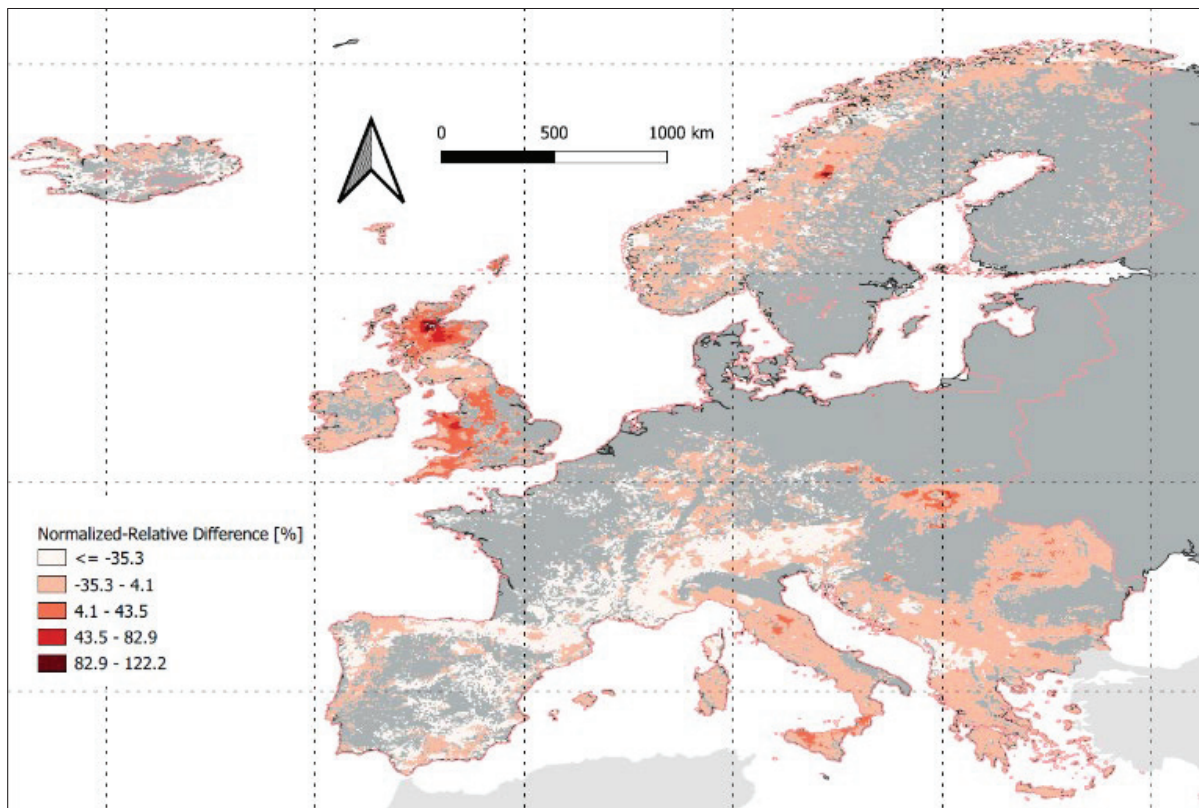 0 500 1000 km
Normalized-Relative Difference [%]
<= -35.3
-35.3 - 4.1
4.1 - 43.5
43.5 - 82.9
82.9 - 122.2